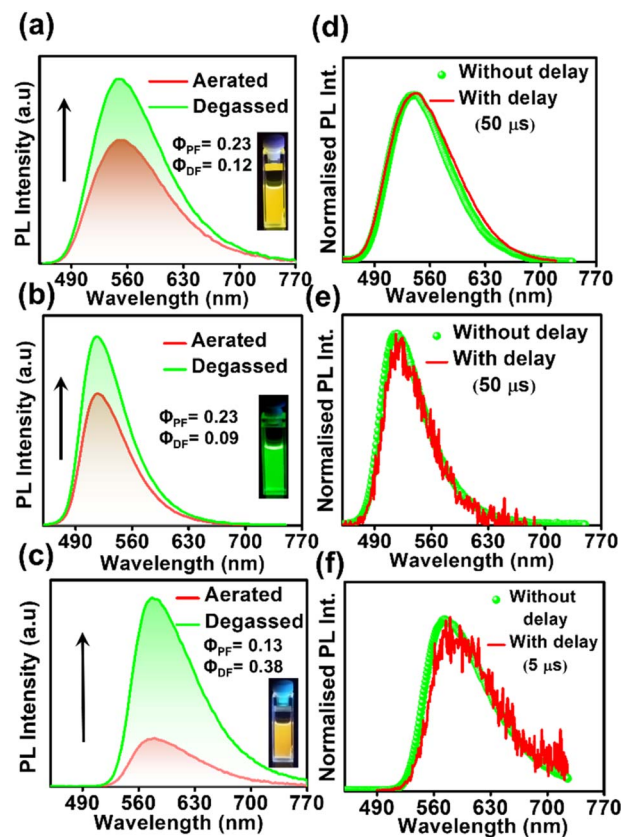 (a)
PL Intensity (a.u)
Aerated
Degassed
Φ_PF= 0.23
Φ_DF= 0.12
490 560 630 700 770
Wavelength (nm)
(d)
Normalised PL Int.
Without delay
With delay
(50 μs)
490 560 630 700 770
Wavelength (nm)
(b)
PL Intensity (a.u)
Aerated
Degassed
Φ_PF = 0.23
Φ_DF = 0.09
490 560 630 700 770
Wavelength (nm)
(e)
Normalised PL Int.
Without delay
With delay
(50 μs)
490 560 630 700 770
Wavelength (nm)
(c)
PL Intensity (a.u)
Aerated
Degassed
Φ_PF= 0.13
Φ_DF= 0.38
490 560 630 700 770
Wavelength (nm)
(f)
Normalised PL Int.
Without
delay
With delay
(5 μs)
490 560 630 700 770
Wavelength (nm)